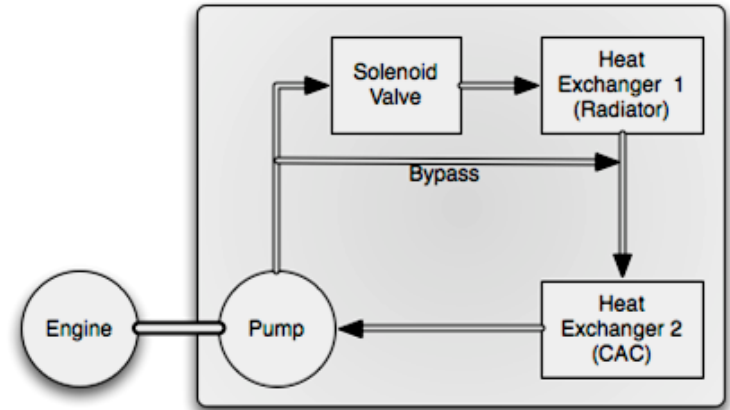 Solenoid
Valve
Heat
Exchanger 1
(Radiator)
Bypass
Engine
Pump
Heat
Exchanger 2
(CAC)